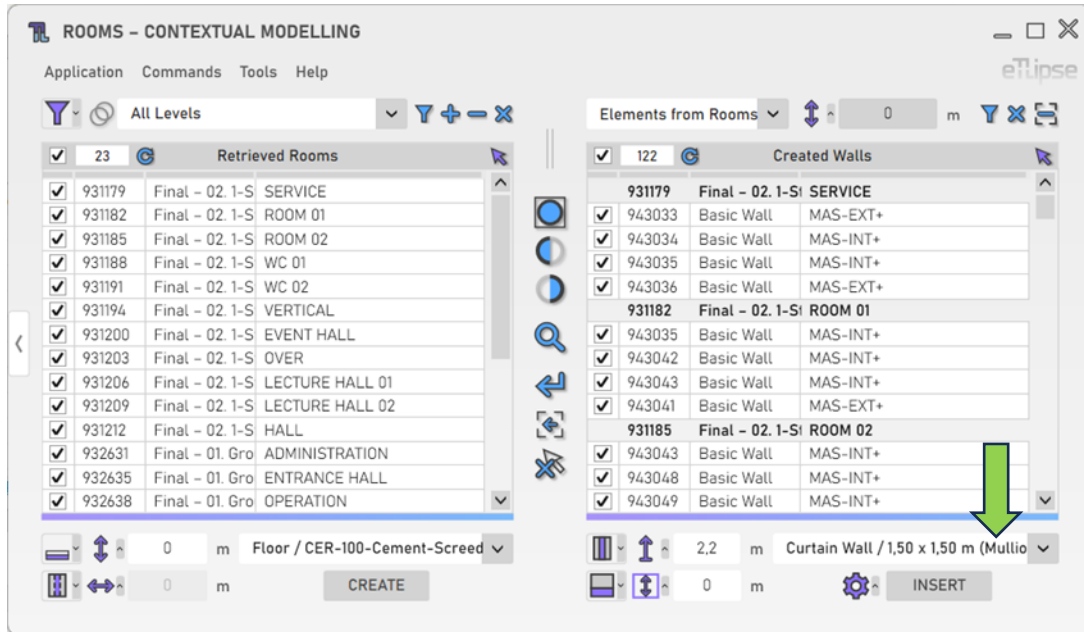 ROOMS – CONTEXTUAL MODELLING
Application Commands Tools Help
eTLipse
All Levels
Elements from Rooms 0 m
23 Retrieved Rooms
931179 Final – 02. 1-S SERVICE
931182 Final – 02. 1-S ROOM 01
931185 Final – 02. 1-S ROOM 02
931188 Final – 02. 1-S WC 01
931191 Final – 02. 1-S WC 02
931194 Final – 02. 1-S VERTICAL
931200 Final – 02. 1-S EVENT HALL
931203 Final – 02. 1-S OVER
931206 Final – 02. 1-S LECTURE HALL 01
931209 Final – 02. 1-S LECTURE HALL 02
931212 Final – 02. 1-S HALL
932631 Final – 01. Gro ADMINISTRATION
932635 Final – 01. Gro ENTRANCE HALL
932638 Final – 01. Gro OPERATION
122 Created Walls
931179 Final – 02. 1-St SERVICE
943033 Basic Wall MAS-EXT+
943034 Basic Wall MAS-INT+
943035 Basic Wall MAS-INT+
943036 Basic Wall MAS-EXT+
931182 Final – 02. 1-St ROOM 01
943035 Basic Wall MAS-INT+
943042 Basic Wall MAS-INT+
943043 Basic Wall MAS-INT+
943041 Basic Wall MAS-EXT+
931185 Final – 02. 1-St ROOM 02
943043 Basic Wall MAS-INT+
943048 Basic Wall MAS-INT+
943049 Basic Wall MAS-INT+
0 m Floor / CER-100-Cement-Screed
0 m CREATE
2,2 m Curtain Wall / 1,50 x 1,50 m (Mullio
0 m INSERT